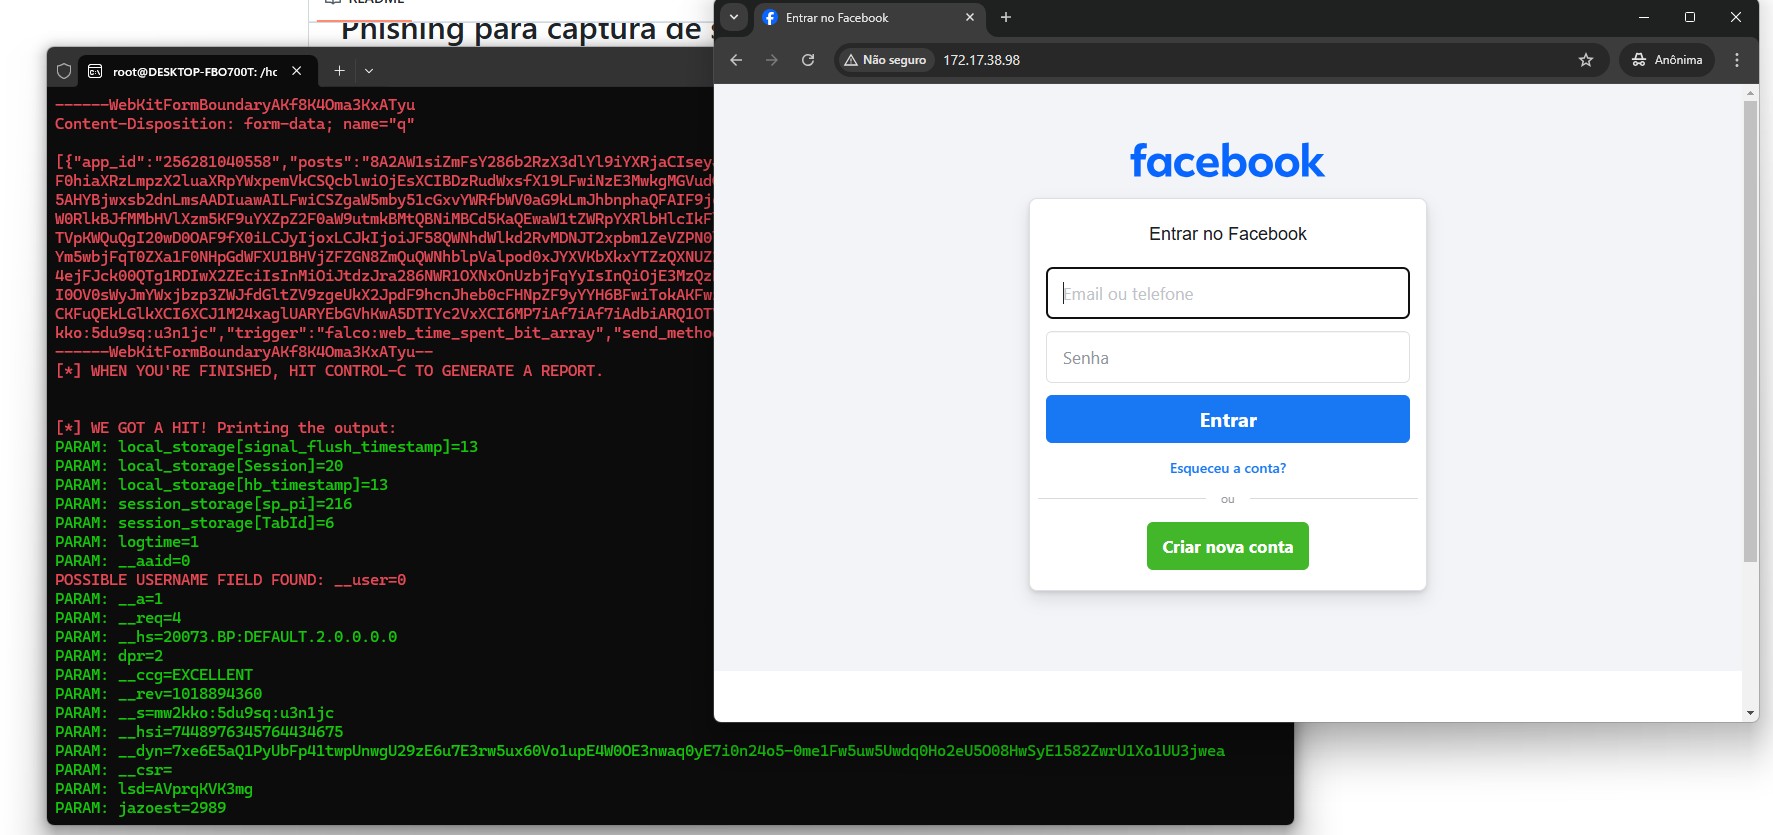 README
Phishing para captura de s
root@DESKTOP-FBO700T: /hc
------WebKitFormBoundaryAKf8K4Oma3KxATyu
Content-Disposition: form-data; name="q"
[{"app_id":"256281040558","posts":"8A2AW1siZmFsY286b2RzX3dlYl9iYXRjaCIsey
F0hiaXRzLmpzX2luaXRpYWxpemVkCSQcblwiOjEsXCIBDzRudWxsfX19LFwiNzE3MwkgMGVud
5AHYBjwxsb2dnLmsAADIuawAILFwiCSZgaW5mby51cGxvYWRfbWV0aG9kLmJhbnphaQFAIF9j
W0RlkBJfMMbHVlXzm5KF9uYXZpZ2F0aW9utmkBMtQBNiMBCd5KaQEwaW1tZWRpYXRlbHlcIkF
TVpKWQuQgI20wD0OAF9fX0iLCJyIjoxLCJkIjoiJF58QWNhdWlkd2RvMDNJT2xpbm1ZeVZPN0
Ym5wbjFqT0ZXa1F0NHpGdWFXU1BHVjZFZGN8ZmQuQWNhblpValpod0xJYXVKbXkxYTZzQXNUZ
4ejFJck00QTg1RDIwX2ZEciIsInMiOiJtdzJra286NWR1OXNxOnUzbjFqYyIsInQiOjE3MzQz
I0OV0sWyJmYWxjbzp3ZWJfdGltZV9zgeUkX2JpdF9hcnJheb0cFHNpZF9yYYH6BFwiTokAKFw
CKFuQEkLGlkXCI6XCJ1M24xaglUARYEbGVhKwA5DTIYc2VxXCI6MP7iAf7iAf7iAdbiARQ1OT
kko:5du9sq:u3n1jc","trigger":"falco:web_time_spent_bit_array","send_metho
------WebKitFormBoundaryAKf8K4Oma3KxATyu--
[*] WHEN YOU'RE FINISHED, HIT CONTROL-C TO GENERATE A REPORT.
[*] WE GOT A HIT! Printing the output:
PARAM: local_storage[signal_flush_timestamp]=13
PARAM: local_storage[Session]=20
PARAM: local_storage[hb_timestamp]=13
PARAM: session_storage[sp_pi]=216
PARAM: session_storage[TabId]=6
PARAM: logtime=1
PARAM: __aaid=0
POSSIBLE USERNAME FIELD FOUND: __user=0
PARAM: __a=1
PARAM: __req=4
PARAM: __hs=20073.BP:DEFAULT.2.0.0.0.0
PARAM: dpr=2
PARAM: __ccg=EXCELLENT
PARAM: __rev=1018894360
PARAM: __s=mw2kko:5du9sq:u3n1jc
PARAM: __hsi=7448976345764434675
PARAM: __dyn=7xe6E5aQ1PyUbFp41twpUnwgU29zE6u7E3rw5ux60Vo1upE4W0OE3nwaq0yE7i0n24o5-0me1Fw5uw5Uwdq0Ho2eU5O08HwSyE1582ZwrU1Xo1UU3jwea
PARAM: __csr=
PARAM: lsd=AVprqKVK3mg
PARAM: jazoest=2989
Entrar no Facebook
Não seguro 172.17.38.98
Anônima
facebook
Entrar no Facebook
Email ou telefone
Senha
Entrar
Esqueceu a conta?
ou
Criar nova conta